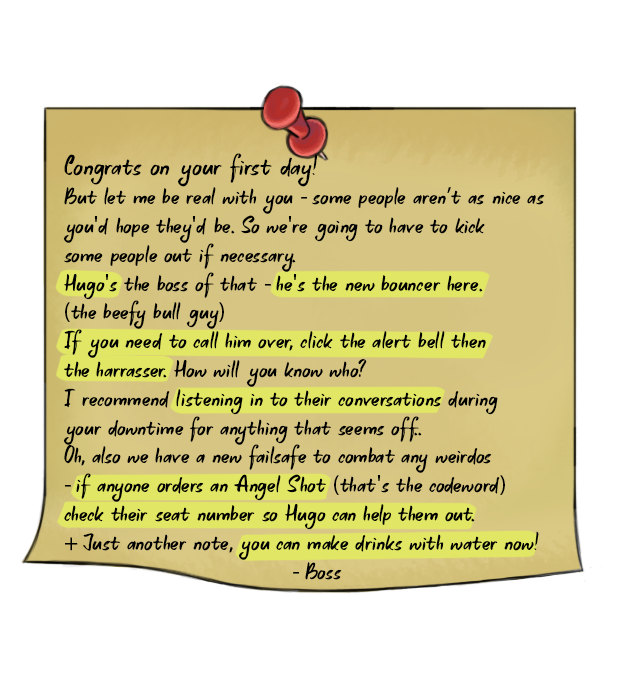 Congrats on your first day!
But let me be real with you - some people aren't as nice as
you'd hope they'd be. So we're going to have to kick
some people out if necessary.
Hugo's the boss of that - he's the new bouncer here.
(the beefy bull guy)
If you need to call him over, click the alert bell then
the harrasser. How will you know who?
I recommend listening in to their conversations during
your downtime for anything that seems off..
Oh, also we have a new failsafe to combat any weirdos
- if anyone orders an Angel Shot (that's the codeword)
check their seat number so Hugo can help them out.
+ Just another note, you can make drinks with water now!
- Boss